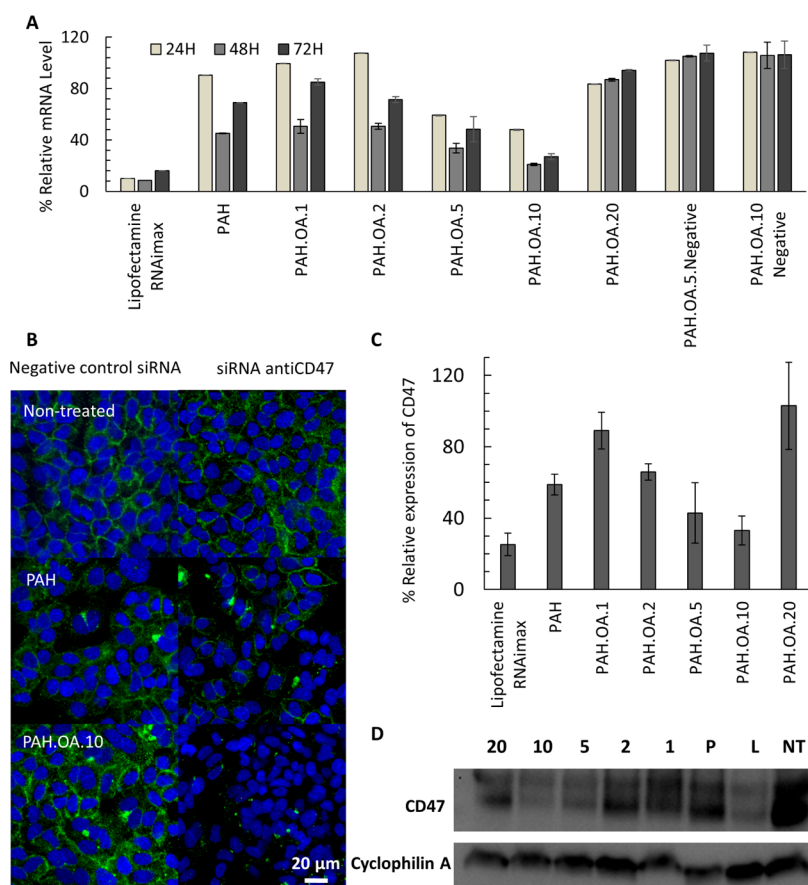 A
% Relative mRNA Level
120
80
40
0
24H 48H 72H
Lipofectamine
RNAimax
PAH
PAH.OA.1
PAH.OA.2
PAH.OA.5
PAH.OA.10
PAH.OA.20
PAH.OA.5.Negative
PAH.OA.10
Negative
B
Negative control siRNA siRNA antiCD47
Non-treated
PAH
PAH.OA.10
20 µm
C
% Relative expression of CD47
120
80
40
0
Lipofectamine
RNAimax
PAH
PAH.OA.1
PAH.OA.2
PAH.OA.5
PAH.OA.10
PAH.OA.20
D
20 10 5 2 1 P L NT
CD47
Cyclophilin A